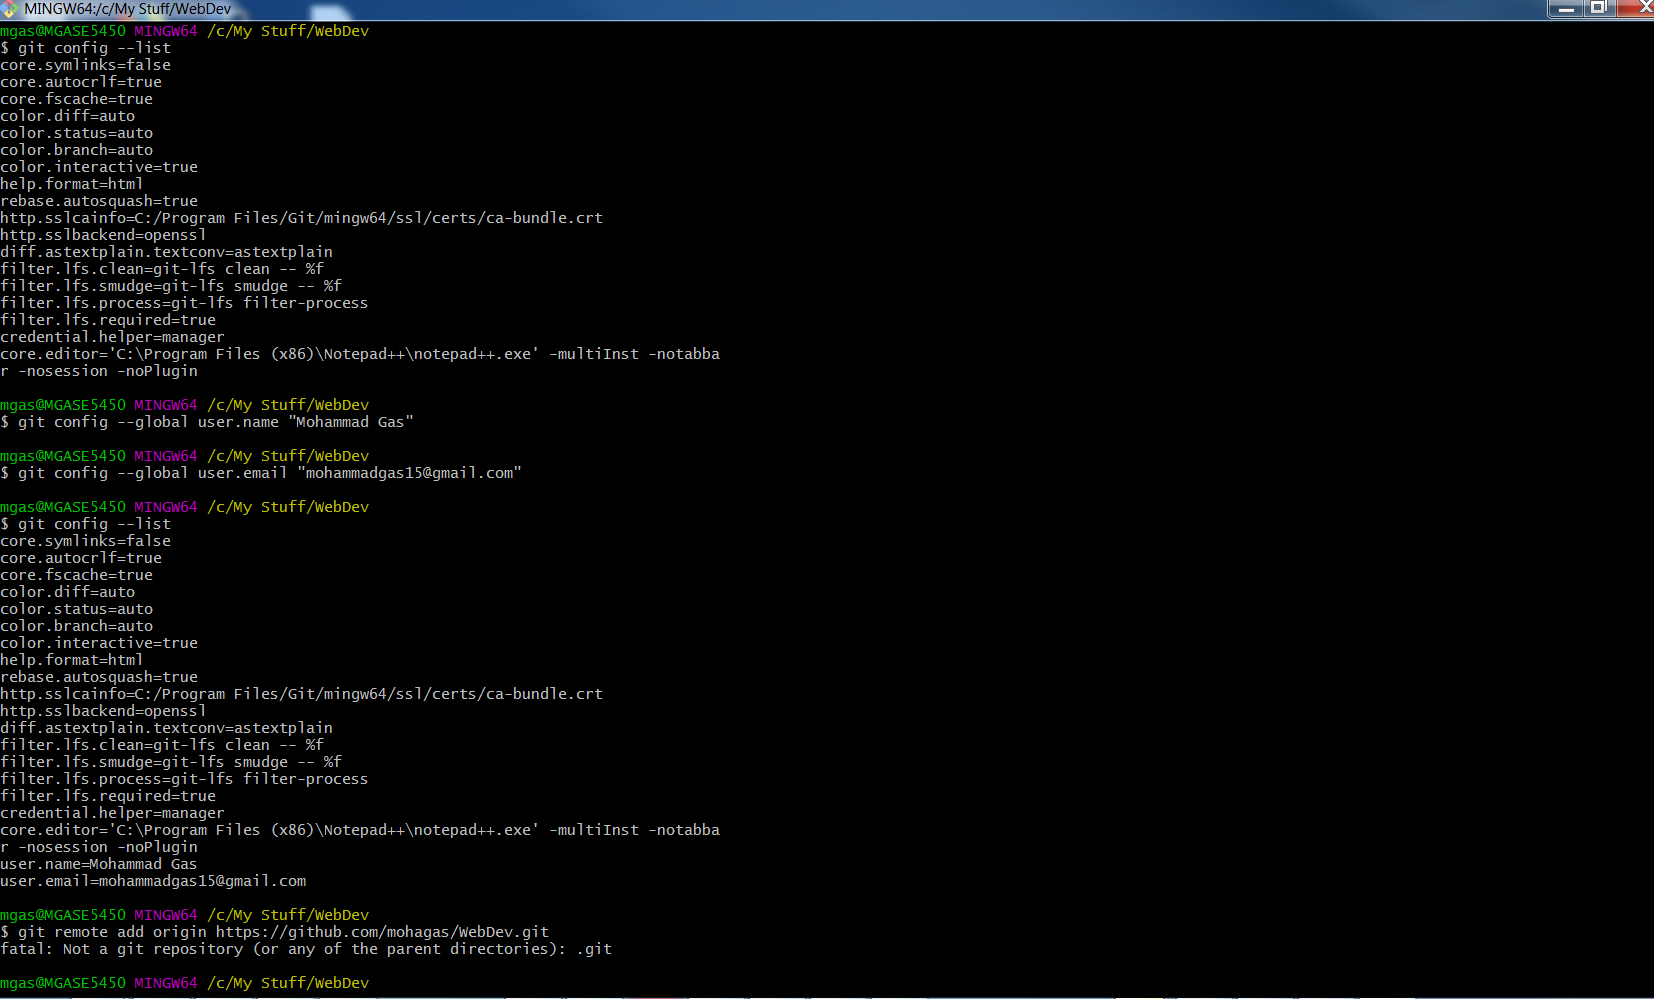 MINGW64:/c/My Stuff/WebDev
mgas@MGASE5450 MINGW64 /c/My Stuff/WebDev
$ git config --list
core.symlinks=false
core.autocrlf=true
core.fscache=true
color.diff=auto
color.status=auto
color.branch=auto
color.interactive=true
help.format=html
rebase.autosquash=true
http.sslcainfo=C:/Program Files/Git/mingw64/ssl/certs/ca-bundle.crt
http.sslbackend=openssl
diff.astextplain.textconv=astextplain
filter.lfs.clean=git-lfs clean -- %f
filter.lfs.smudge=git-lfs smudge -- %f
filter.lfs.process=git-lfs filter-process
filter.lfs.required=true
credential.helper=manager
core.editor='C:\Program Files (x86)\Notepad++\notepad++.exe' -multiInst -notabba
r -nosession -noPlugin
mgas@MGASE5450 MINGW64 /c/My Stuff/WebDev
$ git config --global user.name "Mohammad Gas"
mgas@MGASE5450 MINGW64 /c/My Stuff/WebDev
$ git config --global user.email "mohammadgas15@gmail.com"
mgas@MGASE5450 MINGW64 /c/My Stuff/WebDev
$ git config --list
core.symlinks=false
core.autocrlf=true
core.fscache=true
color.diff=auto
color.status=auto
color.branch=auto
color.interactive=true
help.format=html
rebase.autosquash=true
http.sslcainfo=C:/Program Files/Git/mingw64/ssl/certs/ca-bundle.crt
http.sslbackend=openssl
diff.astextplain.textconv=astextplain
filter.lfs.clean=git-lfs clean -- %f
filter.lfs.smudge=git-lfs smudge -- %f
filter.lfs.process=git-lfs filter-process
filter.lfs.required=true
credential.helper=manager
core.editor='C:\Program Files (x86)\Notepad++\notepad++.exe' -multiInst -notabba
r -nosession -noPlugin
user.name=Mohammad Gas
user.email=mohammadgas15@gmail.com
mgas@MGASE5450 MINGW64 /c/My Stuff/WebDev
$ git remote add origin https://github.com/mohagas/WebDev.git
fatal: Not a git repository (or any of the parent directories): .git
mgas@MGASE5450 MINGW64 /c/My Stuff/WebDev